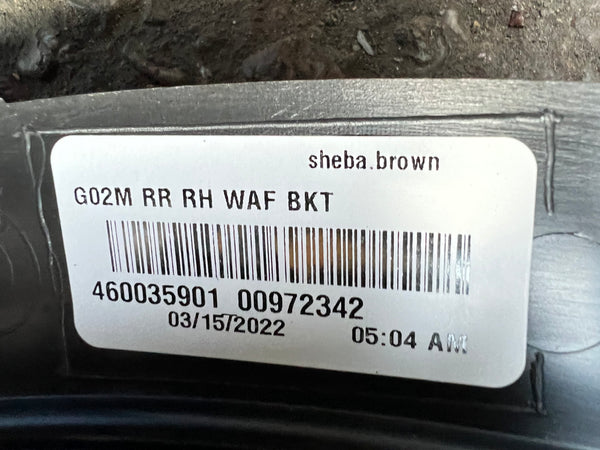 sheba.brown
G02M RR RH WAF BKT
460035901 00972342
03/15/2022 05:04 AM